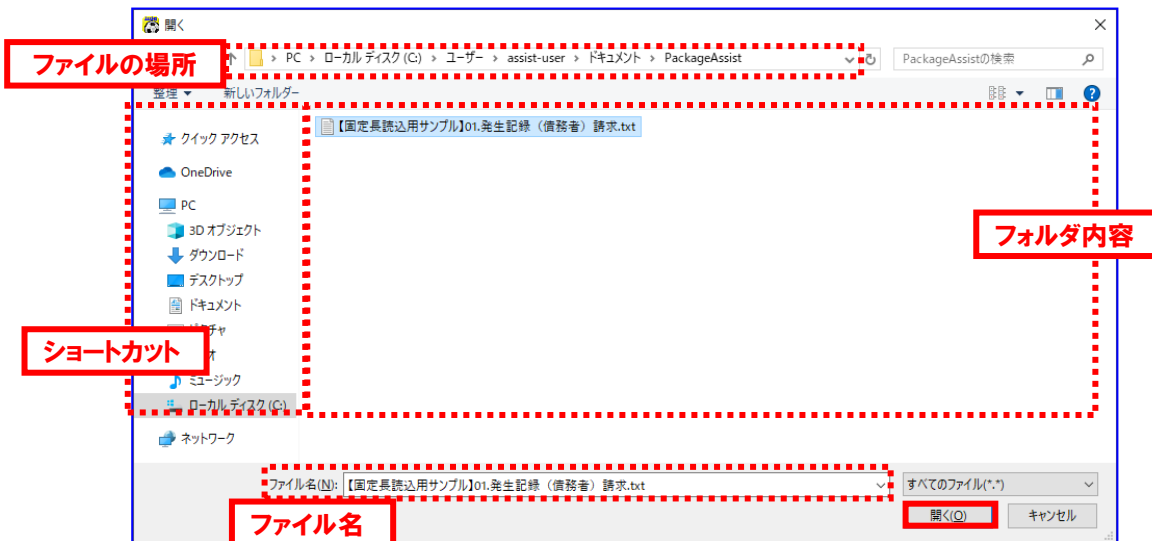 開く
ファイルの場所
PC › ローカル ディスク (C:) › ユーザー › assist-user › ドキュメント › PackageAssist
PackageAssistの検索
整理 新しいフォルダー
クイック アクセス
【固定長読込用サンプル】01.発生記録（債務者）請求.txt
OneDrive
PC
3D オブジェクト
フォルダ内容
ダウンロード
デスクトップ
ドキュメント
ショートカット
ミュージック
ローカル ディスク (C:)
ネットワーク
ファイル名(N): 【固定長読込用サンプル】01.発生記録（債務者）請求.txt
すべてのファイル(*.*)
ファイル名
開く(O) キャンセル